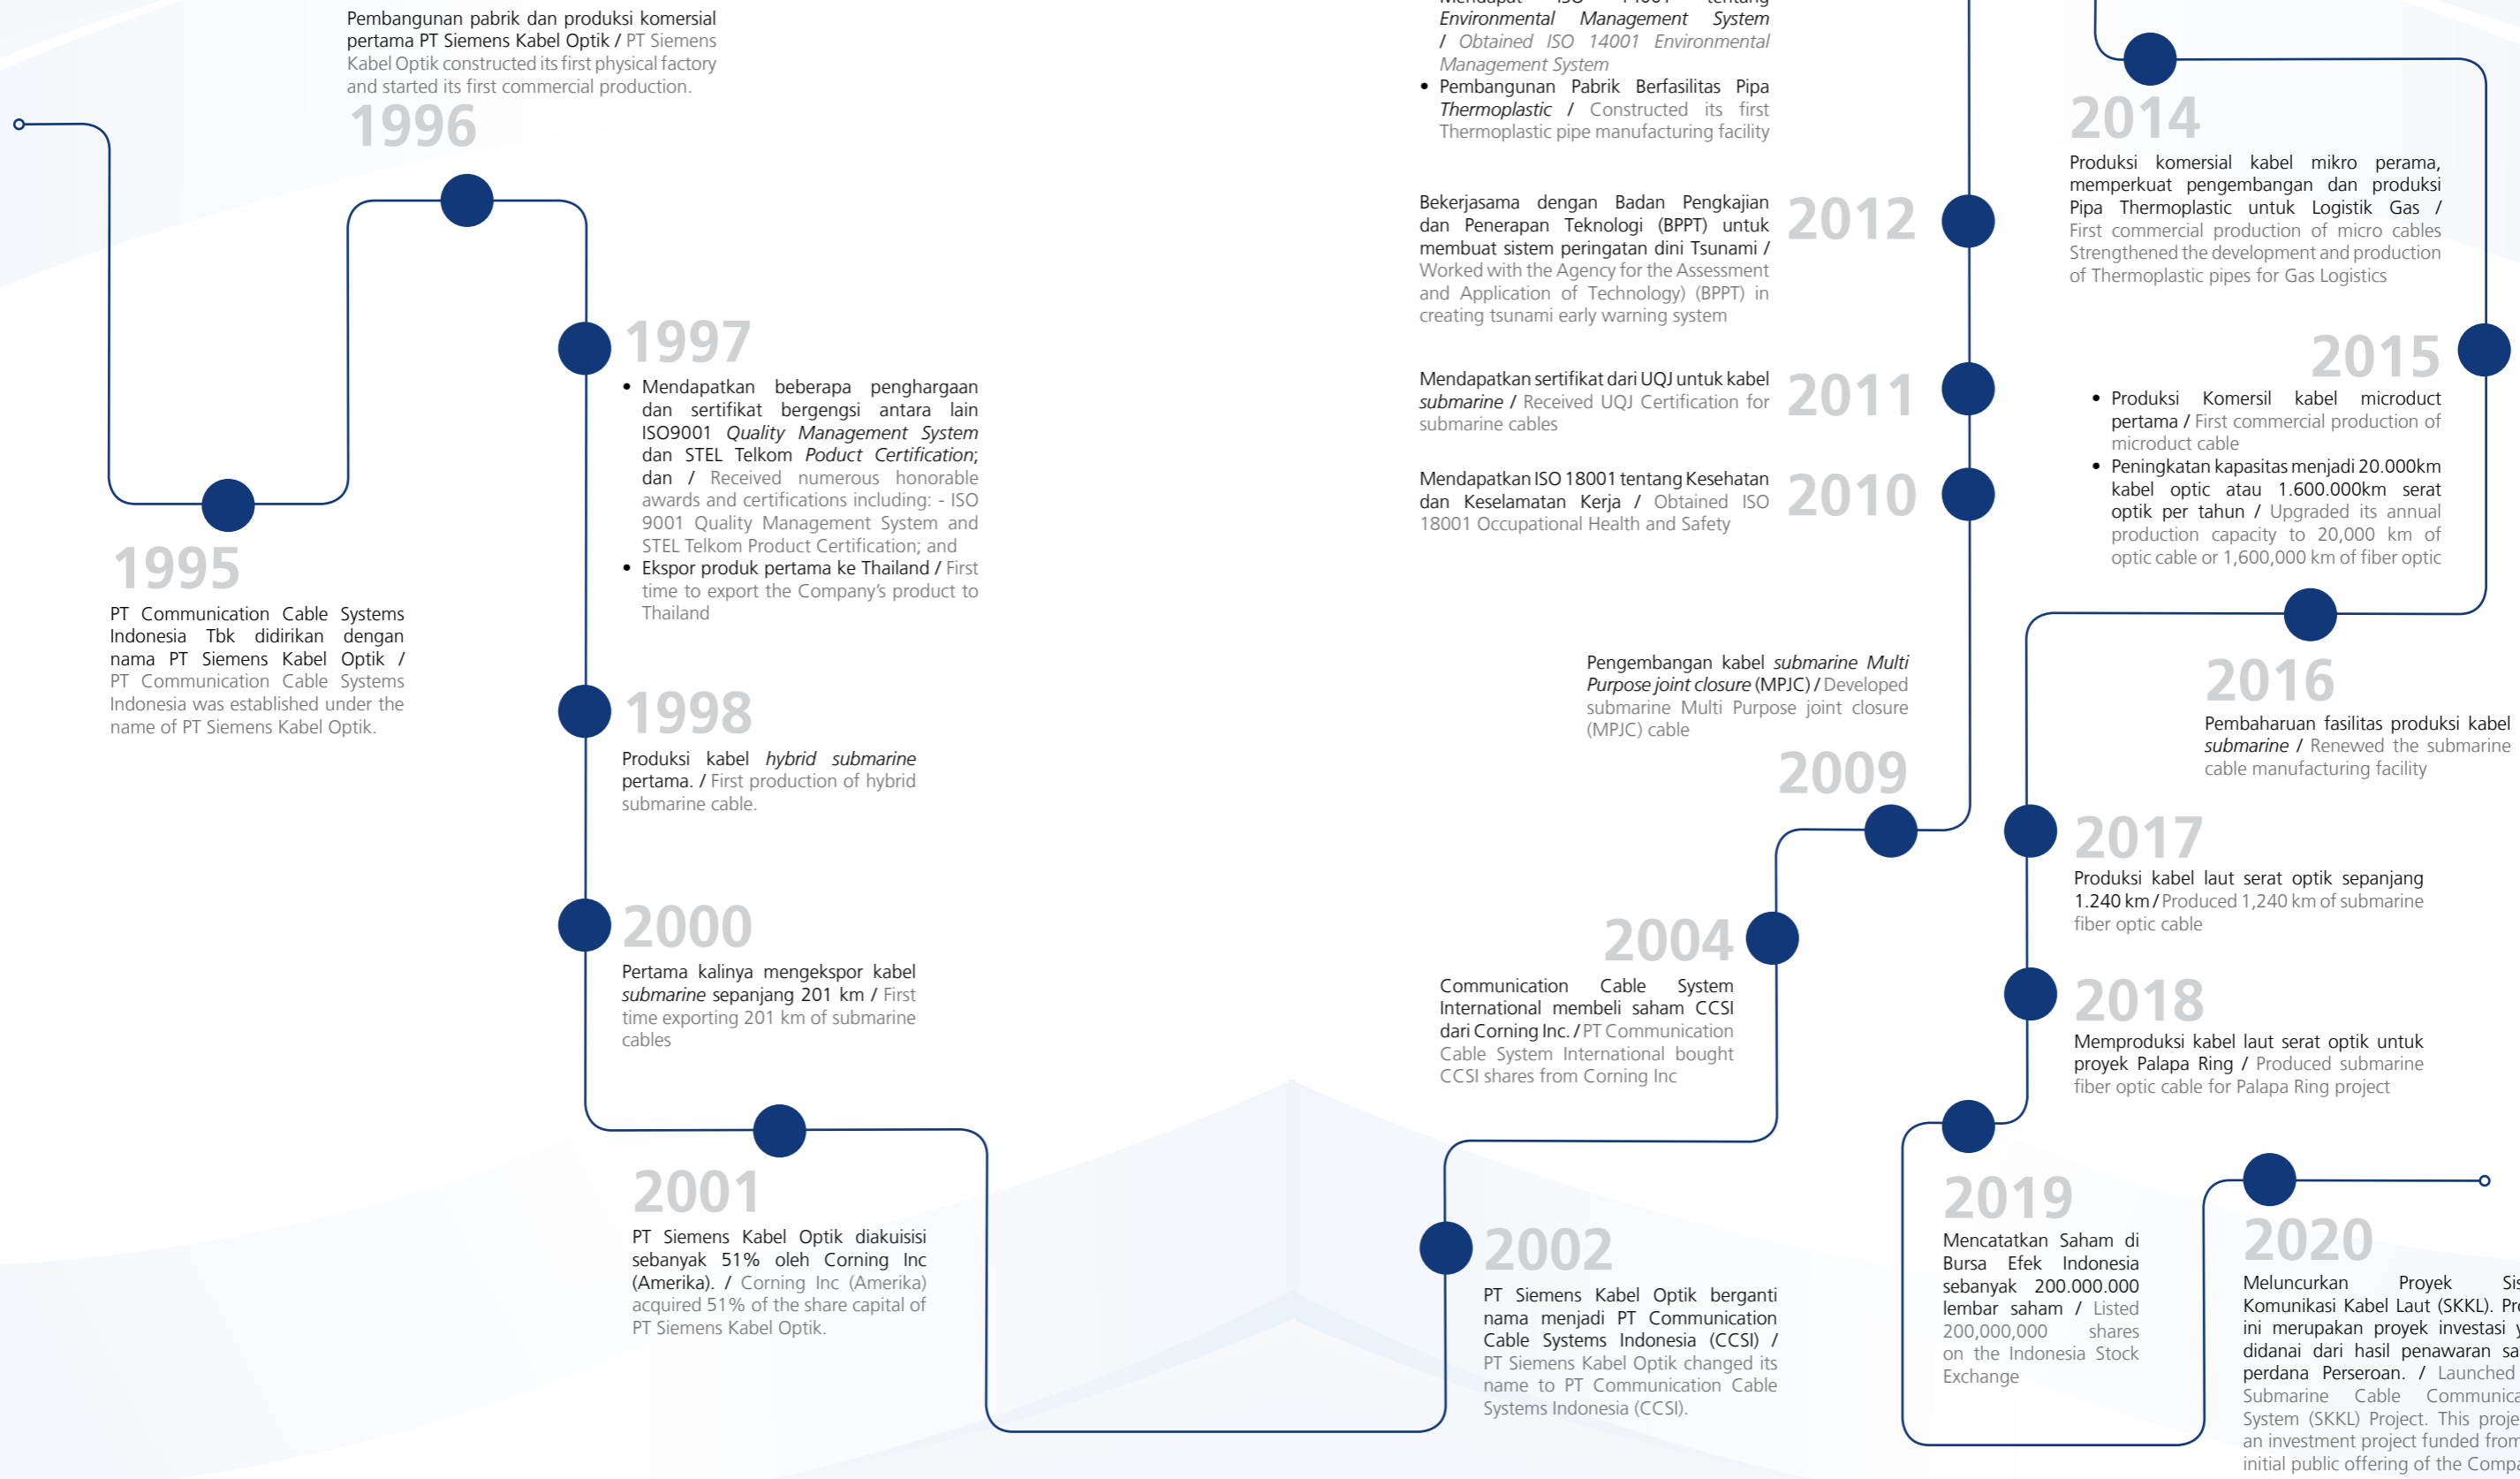 Pembangunan pabrik dan produksi komersial
pertama PT Siemens Kabel Optik / PT Siemens
Kabel Optik constructed its first physical factory
and started its first commercial production.
1996
1995
PT Communication Cable Systems
Indonesia Tbk didirikan dengan
nama PT Siemens Kabel Optik /
PT Communication Cable Systems
Indonesia was established under the
name of PT Siemens Kabel Optik.
1997
• Mendapatkan beberapa penghargaan
dan sertifikat bergengsi antara lain
ISO9001 Quality Management System
dan STEL Telkom Poduct Certification;
dan / Received numerous honorable
awards and certifications including: - ISO
9001 Quality Management System and
STEL Telkom Product Certification; and
• Ekspor produk pertama ke Thailand / First
time to export the Company's product to
Thailand
1998
Produksi kabel hybrid submarine
pertama. / First production of hybrid
submarine cable.
2000
Pertama kalinya mengekspor kabel
submarine sepanjang 201 km / First
time exporting 201 km of submarine
cables
2001
PT Siemens Kabel Optik diakuisisi
sebanyak 51% oleh Corning Inc
(Amerika). / Corning Inc (Amerika)
acquired 51% of the share capital of
PT Siemens Kabel Optik.
2002
PT Siemens Kabel Optik berganti
nama menjadi PT Communication
Cable Systems Indonesia (CCSI) /
PT Siemens Kabel Optik changed its
name to PT Communication Cable
Systems Indonesia (CCSI).
2004
Communication Cable System
International membeli saham CCSI
dari Corning Inc. / PT Communication
Cable System International bought
CCSI shares from Corning Inc
Pengembangan kabel submarine Multi
Purpose joint closure (MPJC) / Developed
submarine Multi Purpose joint closure
(MPJC) cable
2009
Mendapatkan ISO 18001 tentang Kesehatan
dan Keselamatan Kerja / Obtained ISO
18001 Occupational Health and Safety
2010
Mendapatkan sertifikat dari UQJ untuk kabel
submarine / Received UQJ Certification for
submarine cables
2011
Bekerjasama dengan Badan Pengkajian
dan Penerapan Teknologi (BPPT) untuk
membuat sistem peringatan dini Tsunami /
Worked with the Agency for the Assessment
and Application of Technology) (BPPT) in
creating tsunami early warning system
2012
Mendapat ISO 14001 tentang
Environmental Management System
/ Obtained ISO 14001 Environmental
Management System
• Pembangunan Pabrik Berfasilitas Pipa
Thermoplastic / Constructed its first
Thermoplastic pipe manufacturing facility
2014
Produksi komersial kabel mikro perama,
memperkuat pengembangan dan produksi
Pipa Thermoplastic untuk Logistik Gas /
First commercial production of micro cables
Strengthened the development and production
of Thermoplastic pipes for Gas Logistics
2015
• Produksi Komersil kabel microduct
pertama / First commercial production of
microduct cable
• Peningkatan kapasitas menjadi 20.000km
kabel optic atau 1.600.000km serat
optik per tahun / Upgraded its annual
production capacity to 20,000 km of
optic cable or 1,600,000 km of fiber optic
2016
Pembaharuan fasilitas produksi kabel
submarine / Renewed the submarine
cable manufacturing facility
2017
Produksi kabel laut serat optik sepanjang
1.240 km / Produced 1,240 km of submarine
fiber optic cable
2018
Memproduksi kabel laut serat optik untuk
proyek Palapa Ring / Produced submarine
fiber optic cable for Palapa Ring project
2019
Mencatatkan Saham di
Bursa Efek Indonesia
sebanyak 200.000.000
lembar saham / Listed
200,000,000 shares
on the Indonesia Stock
Exchange
2020
Meluncurkan Proyek
Komunikasi Kabel Laut (SKKL).
ini merupakan proyek investasi
didanai dari hasil penawaran
perdana Perseroan. / Launched
Submarine Cable
System (SKKL) Project. This
an investment project funded from
initial public offering of the